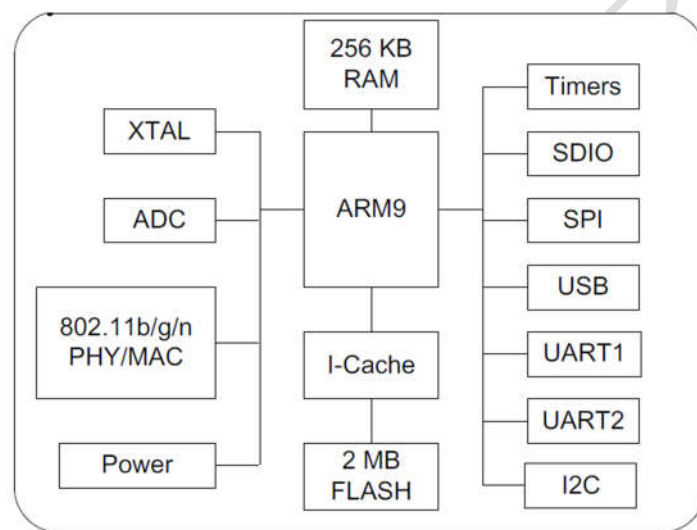 256 KB
RAM
XTAL
ADC
802.11b/g/n
PHY/MAC
Power
ARM9
I-Cache
2 MB
FLASH
Timers
SDIO
SPI
USB
UART1
UART2
I2C